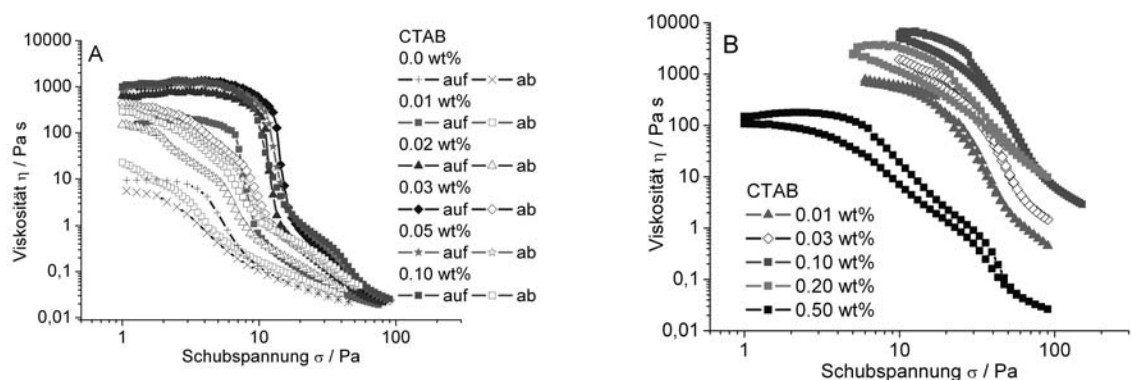 A
Viskosität η / Pa s
10000
1000
100
10
1
0,1
0,01
1
10
100
Schubspannung σ / Pa
CTAB
0.0 wt%
auf ab
0.01 wt%
auf ab
0.02 wt%
auf ab
0.03 wt%
auf ab
0.05 wt%
auf ab
0.10 wt%
auf ab
B
Viskosität η / Pa s
10000
1000
100
10
1
0,1
0,01
1
10
100
Schubspannung σ / Pa
CTAB
0.01 wt%
0.03 wt%
0.10 wt%
0.20 wt%
0.50 wt%